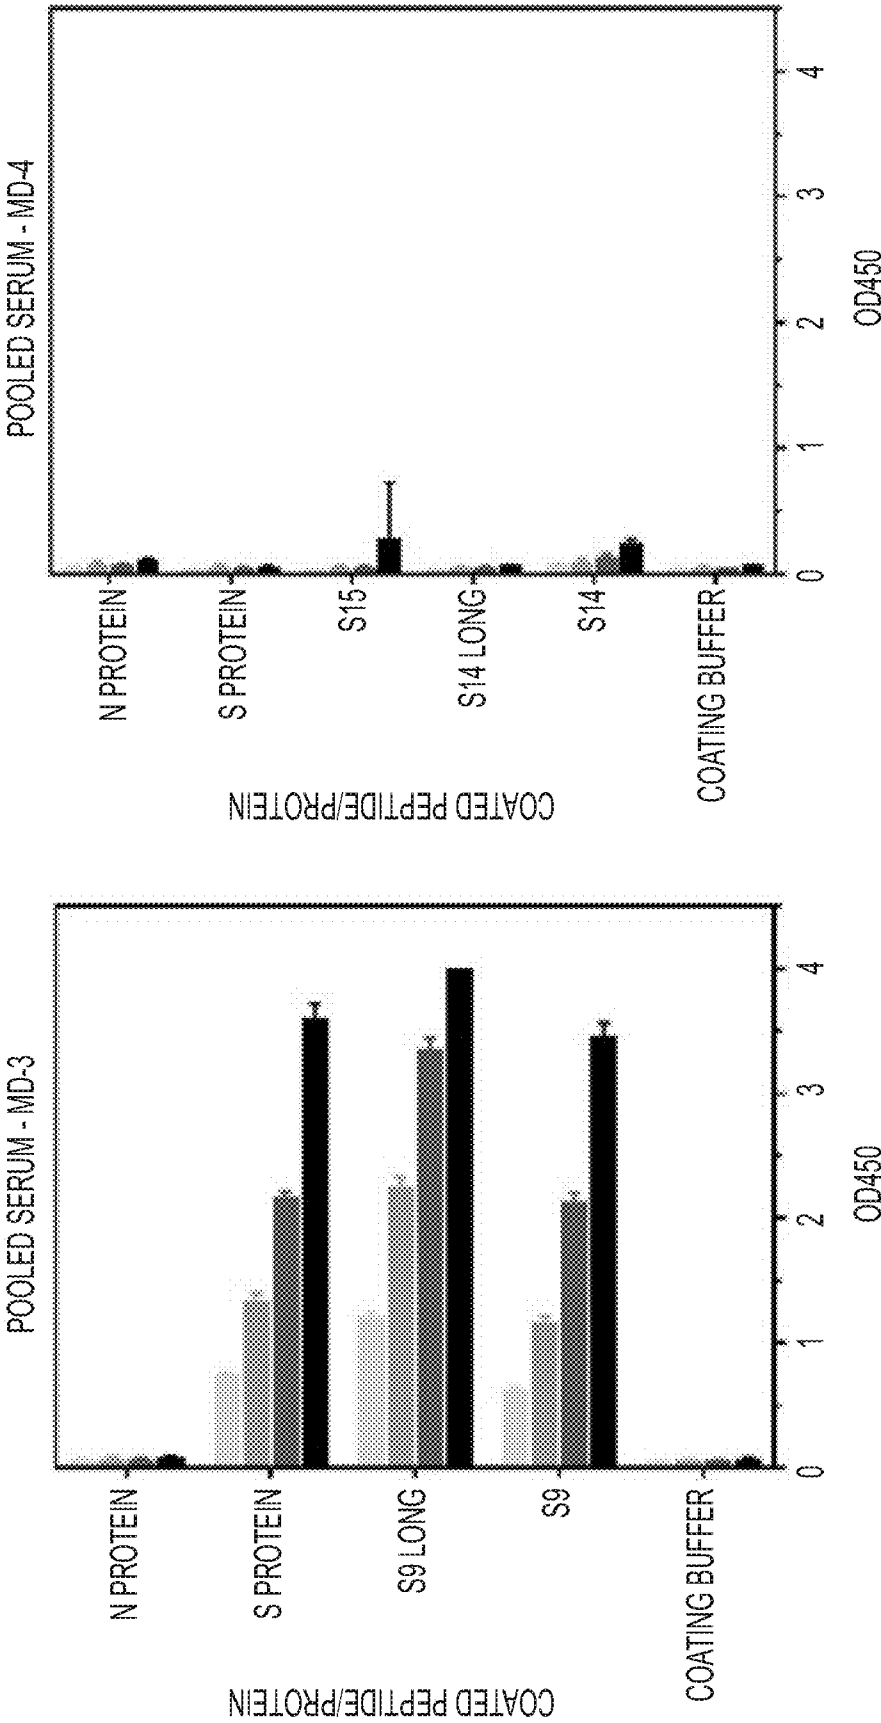 POOLED SERUM - MD-3
COATED PEPTIDE/PROTEIN
N PROTEIN
S PROTEIN
S9 LONG
S9
COATING BUFFER
0
1
2
3
4
OD450
POOLED SERUM - MD-4
COATED PEPTIDE/PROTEIN
N PROTEIN
S PROTEIN
S15
S14 LONG
S14
COATING BUFFER
0
1
2
3
4
OD450